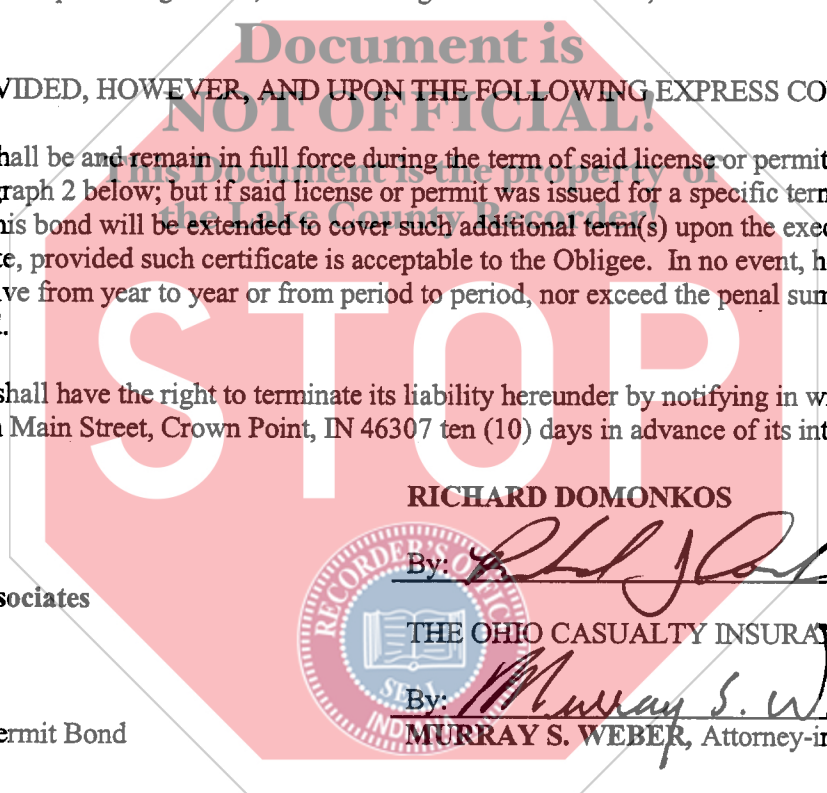 Document is
VIDED, HOWEVER, AND UPON THE FOLLOWING EXPRESS CO
NOT OFFICIAL!
hall be and remain in full force during the term of said license or permit
This Document is the property of
raph 2 below; but if said license or permit was issued for a specific term
the Lake County Recorder!
his bond will be extended to cover such additional term(s) upon the exec
te, provided such certificate is acceptable to the Obligee. In no event, h
ve from year to year or from period to period, nor exceed the penal sum
STOP
shall have the right to terminate its liability hereunder by notifying in w
Main Street, Crown Point, IN 46307 ten (10) days in advance of its int
RICHARD DOMONKOS
RECORDER'S OFFICE
By:
sociates
THE OHIO CASUALTY INSURA
SEAL
By: Murray S. W
INDIANA
ermit Bond
MURRAY S. WEBER, Attorney-i